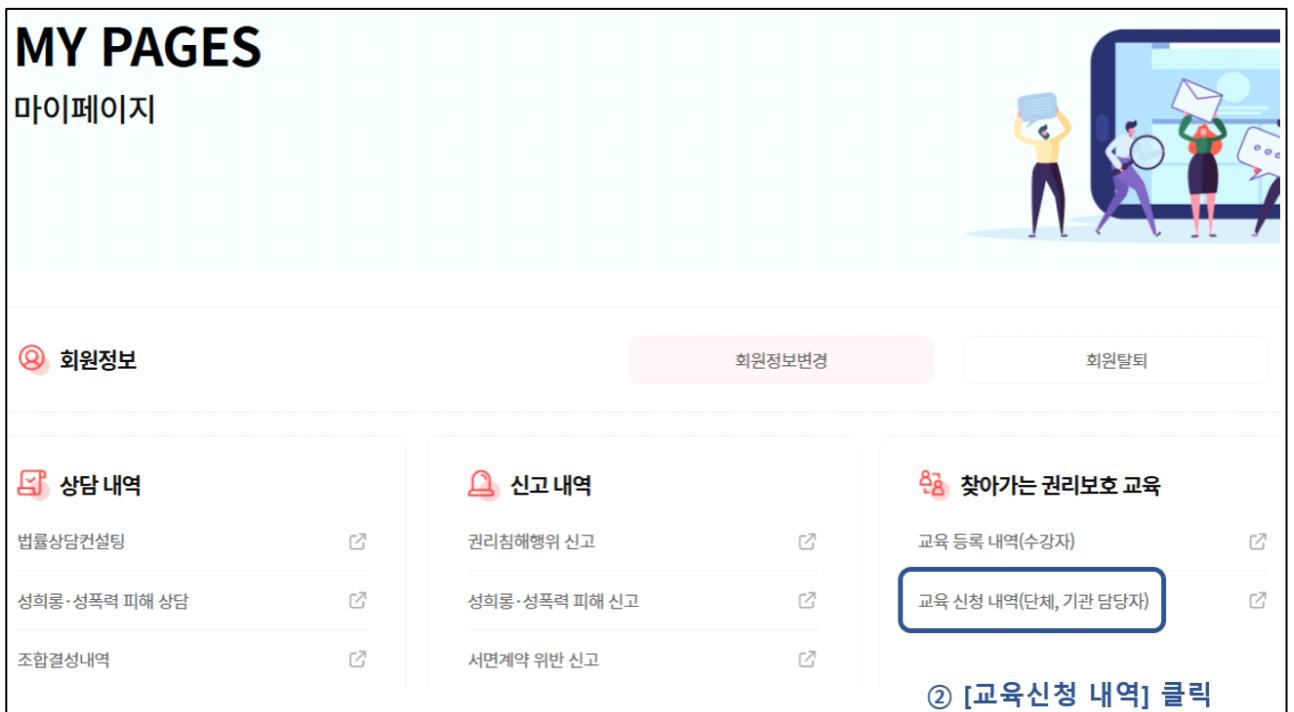 MY PAGES
마이페이지
회원정보
회원정보변경
회원탈퇴
상담 내역
법률상담컨설팅
성희롱·성폭력 피해 상담
조합결성내역
신고 내역
권리침해행위 신고
성희롱·성폭력 피해 신고
서면계약 위반 신고
찾아가는 권리보호 교육
교육 등록 내역(수강자)
교육 신청 내역(단체, 기관 담당자)
② [교육신청 내역] 클릭